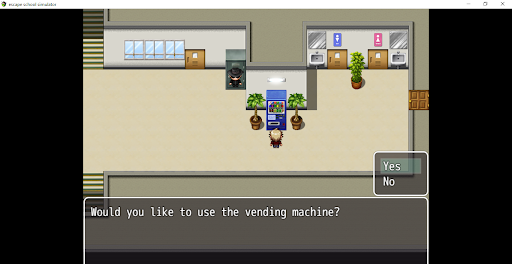 escape school simulator
Yes
No
Would you like to use the vending machine?